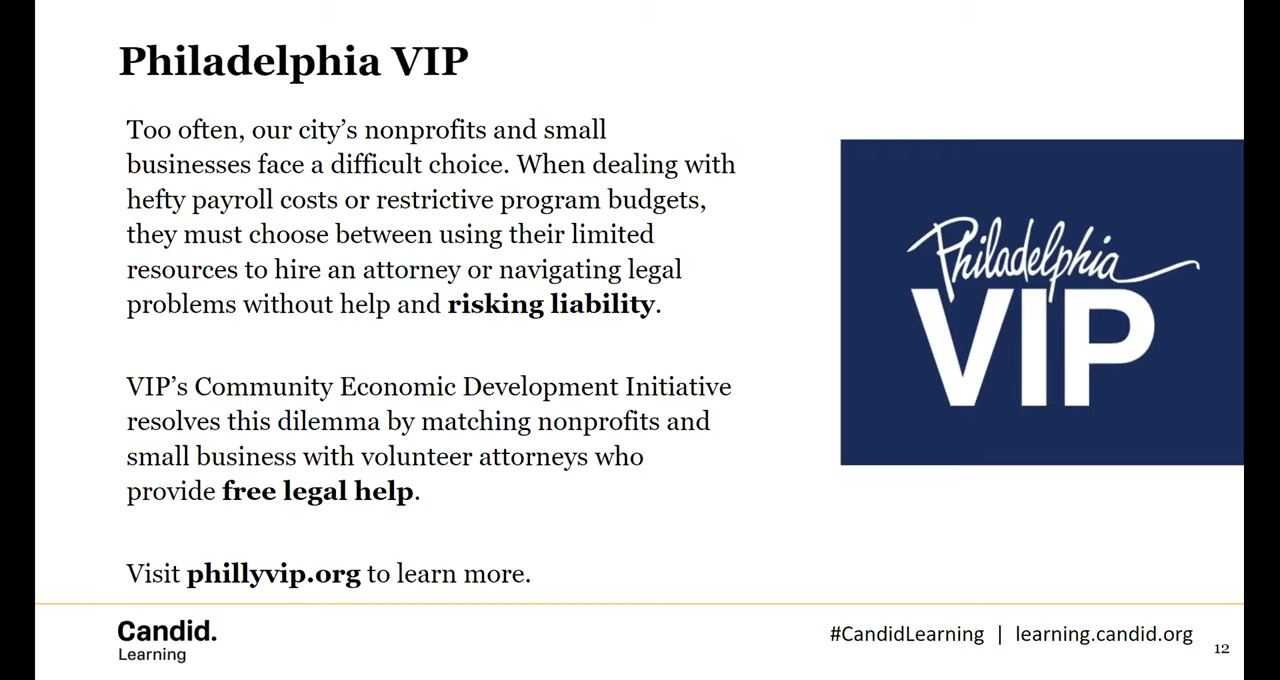 Philadelphia VIP
Too often, our city’s nonprofits and small
businesses face a difficult choice. When dealing with
hefty payroll costs or restrictive program budgets,
they must choose between using their limited
resources to hire an attorney or navigating legal
problems without help and risking liability.
VIP’s Community Economic Development Initiative
resolves this dilemma by matching nonprofits and
small business with volunteer attorneys who
provide free legal help.
Visit phillyvip.org to learn more.
Philadelphia
VIP
Candid.
Learning
#CandidLearning | learning.candid.org
12